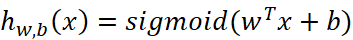 h_{w,b}(x) = sigmoid(w^T x + b)